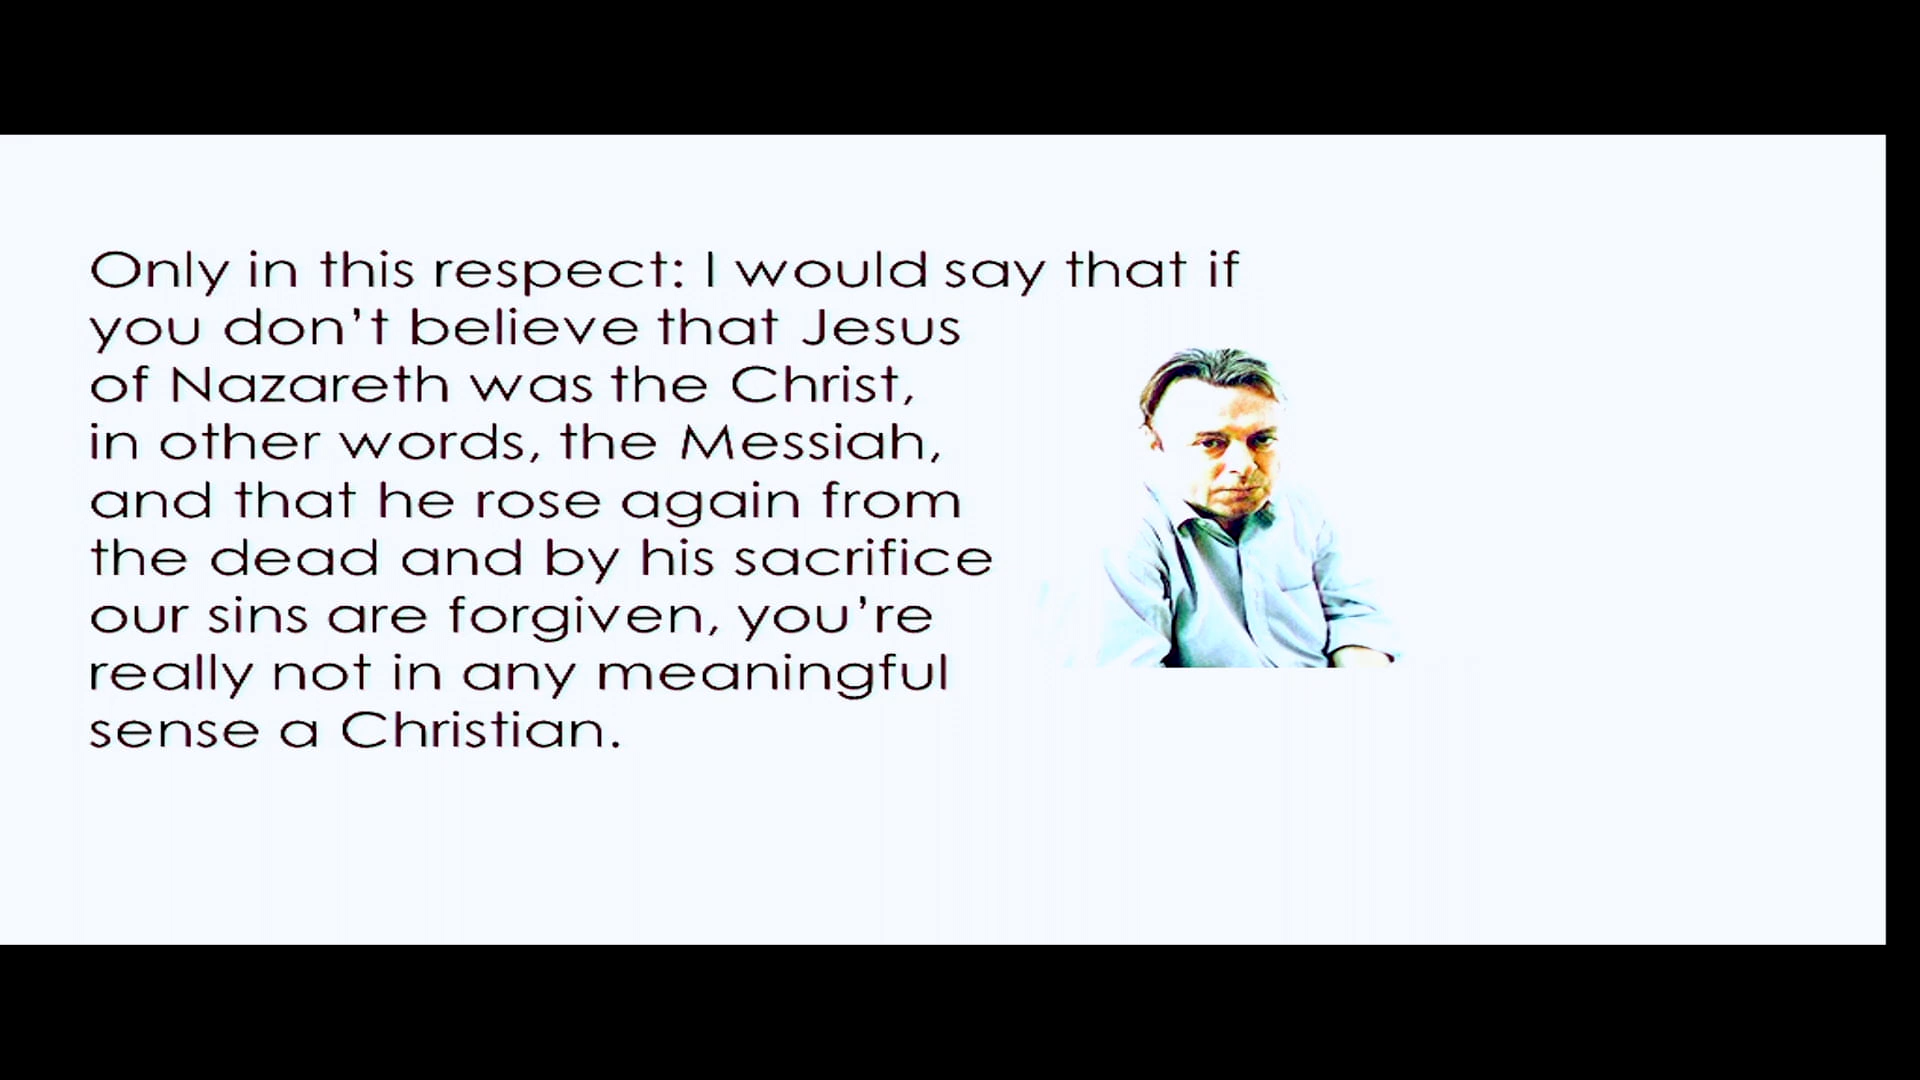 Only in this respect: I would say that if
you don’t believe that Jesus
of Nazareth was the Christ,
in other words, the Messiah,
and that he rose again from
the dead and by his sacrifice
our sins are forgiven, you’re
really not in any meaningful
sense a Christian.